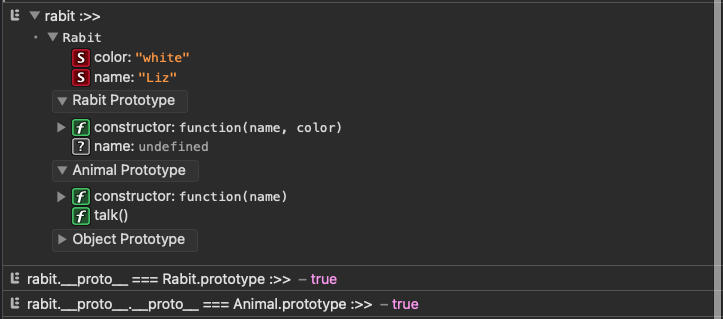 rabit :>>
Rabit
S color: "white"
S name: "Liz"
Rabit Prototype
f constructor: function(name, color)
? name: undefined
Animal Prototype
f constructor: function(name)
f talk()
Object Prototype
rabit.__proto__ === Rabit.prototype :>> – true
rabit.__proto__.__proto__ === Animal.prototype :>> – true